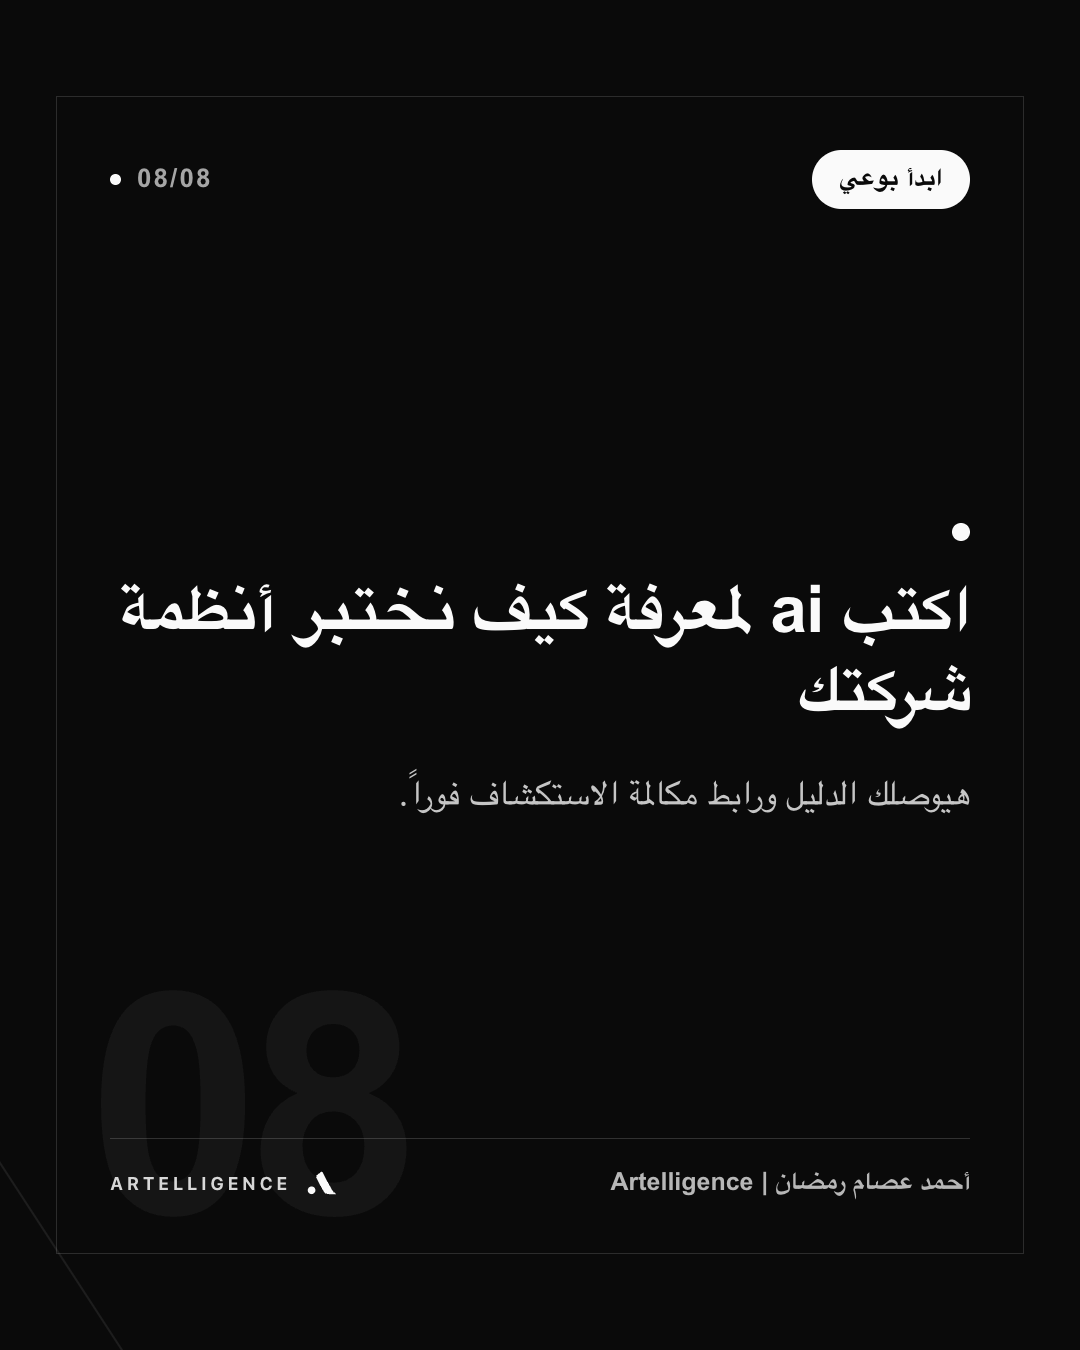 ابدأ بوعي
08/08
اكتب ai لمعرفة كيف نختبر أنظمة
شركتك
هيوصلك الدليل ورابط مكالمة الاستكشاف فوراً.
08
أحمد عصام رمضان | Artelligence
ARTELLIGENCE